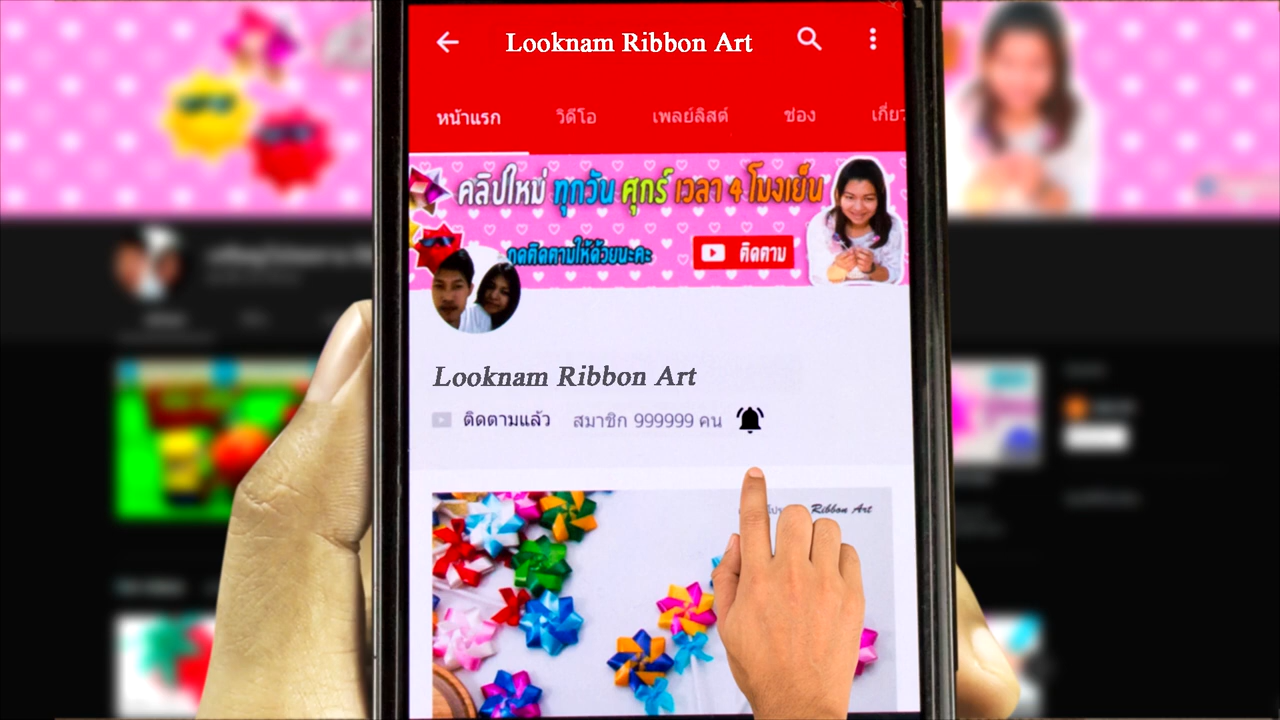 Looknam Ribbon Art
หน้าแรก วิดีโอ เพลย์ลิสต์ ช่อง เกี่ยว
คลิปใหม่ ทุกวัน ศุกร์ เวลา 4 โมงเย็น
กดติดตามให้ด้วยนะคะ ติดตาม
Looknam Ribbon Art
ติดตามแล้ว สมาชิก 999999 คน
Ribbon Art